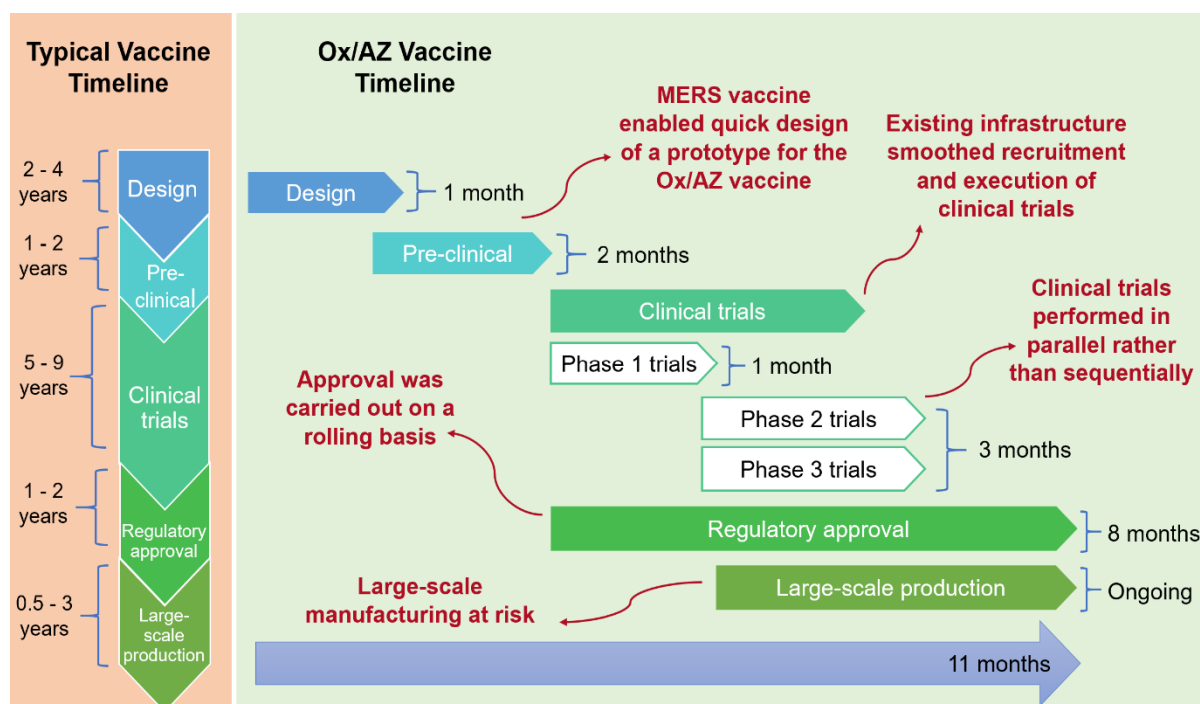 Typical Vaccine
Timeline
2 - 4
years
Design
1 - 2
years
Pre-
clinical
5 - 9
years
Clinical
trials
1 - 2
years
Regulatory
approval
0.5 - 3
years
Large-
scale
production
Ox/AZ Vaccine
Timeline
MERS vaccine
enabled quick design
of a prototype for the
Ox/AZ vaccine
Existing infrastructure
smoothed recruitment
and execution of
clinical trials
Design
1 month
Pre-clinical
2 months
Clinical trials
Clinical trials
performed in
parallel rather
than sequentially
Phase 1 trials
1 month
Approval was
carried out on a
rolling basis
Phase 2 trials
Phase 3 trials
3 months
Regulatory approval
8 months
Large-scale
manufacturing at risk
Large-scale production
Ongoing
11 months